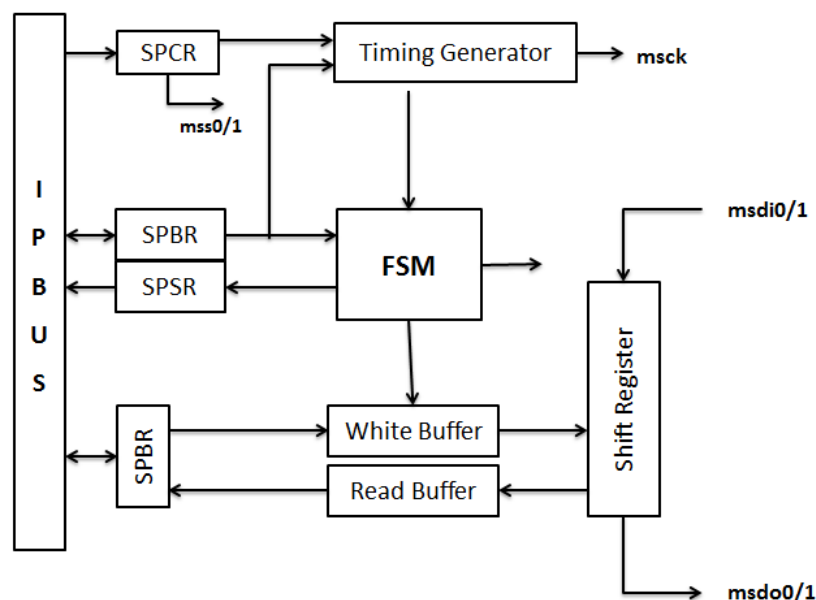 SPCR
Timing Generator
msck
mss0/1
I
P
B
U
S
SPBR
SPSR
FSM
msdi0/1
Shift Register
SPBR
White Buffer
Read Buffer
msdo0/1